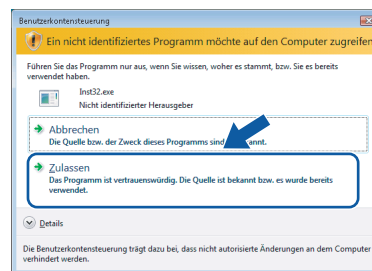 Benutzerkontensteuerung
Ein nicht identifiziertes Programm möchte auf den Computer zugreifen
Führen Sie das Programm nur aus, wenn Sie wissen, woher es stammt, bzw. Sie es bereits
verwendet haben.
Inst32.exe
Nicht identifizierter Herausgeber
Abbrechen
Die Quelle bzw. der Zweck dieses Programms sind
Zulassen
Das Programm ist vertrauenswürdig. Die Quelle ist bekannt bzw. es wurde bereits
verwendet.
Details
Die Benutzerkontensteuerung trägt dazu bei, dass nicht autorisierte Änderungen an dem Computer
verhindert werden.